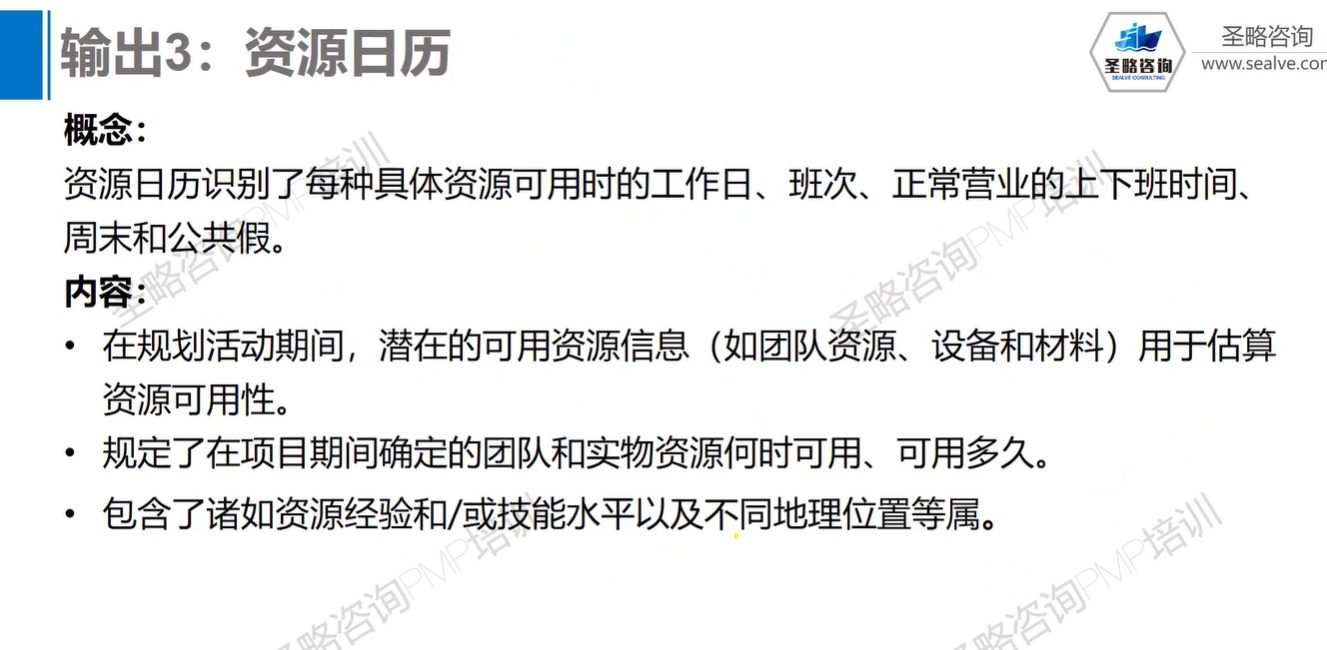 输出3：资源日历
圣略咨询
SEALVE CONSULTING
圣略咨询
www.sealve.com
概念：
资源日历识别了每种具体资源可用时的工作日、班次、正常营业的上下班时间、
周末和公共假。
内容：
• 在规划活动期间，潜在的可用资源信息（如团队资源、设备和材料）用于估算
资源可用性。
• 规定了在项目期间确定的团队和实物资源何时可用、可用多久。
• 包含了诸如资源经验和/或技能水平以及不同地理位置等属。
圣略咨询PMP培训
圣略咨询PMP培训
圣略咨询PMP培训
圣略咨询PMP培训